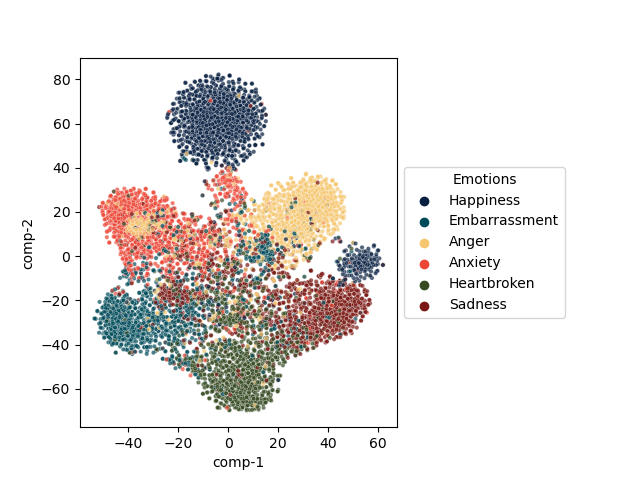 80
60
40
20
0
−20
−40
−60
comp-2
−40 −20 0 20 40 60
comp-1
Emotions
Happiness
Embarrassment
Anger
Anxiety
Heartbroken
Sadness